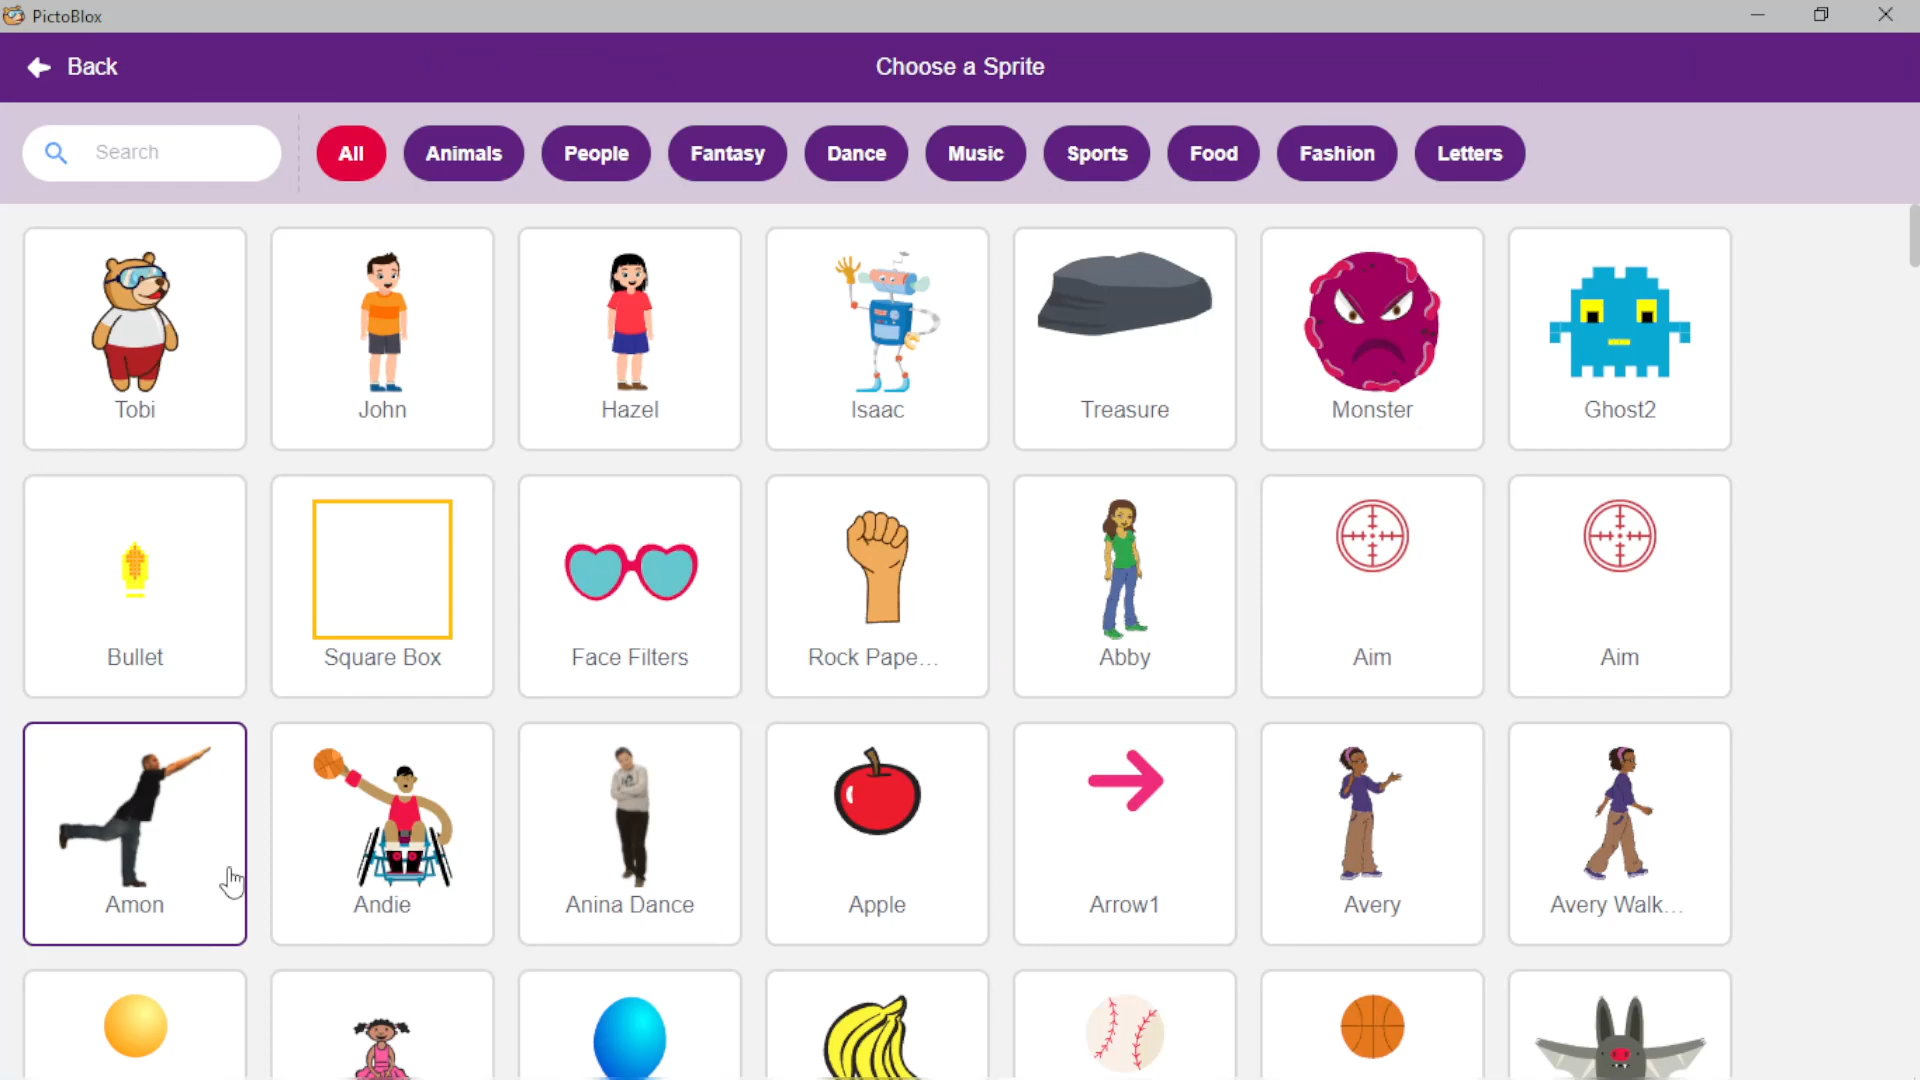 PictoBlox
Back
Choose a Sprite
Search
All
Animals
People
Fantasy
Dance
Music
Sports
Food
Fashion
Letters
Tobi
John
Hazel
Isaac
Treasure
Monster
Ghost2
Bullet
Square Box
Face Filters
Rock Pape...
Abby
Aim
Aim
Amon
Andie
Anina Dance
Apple
Arrow1
Avery
Avery Walk...